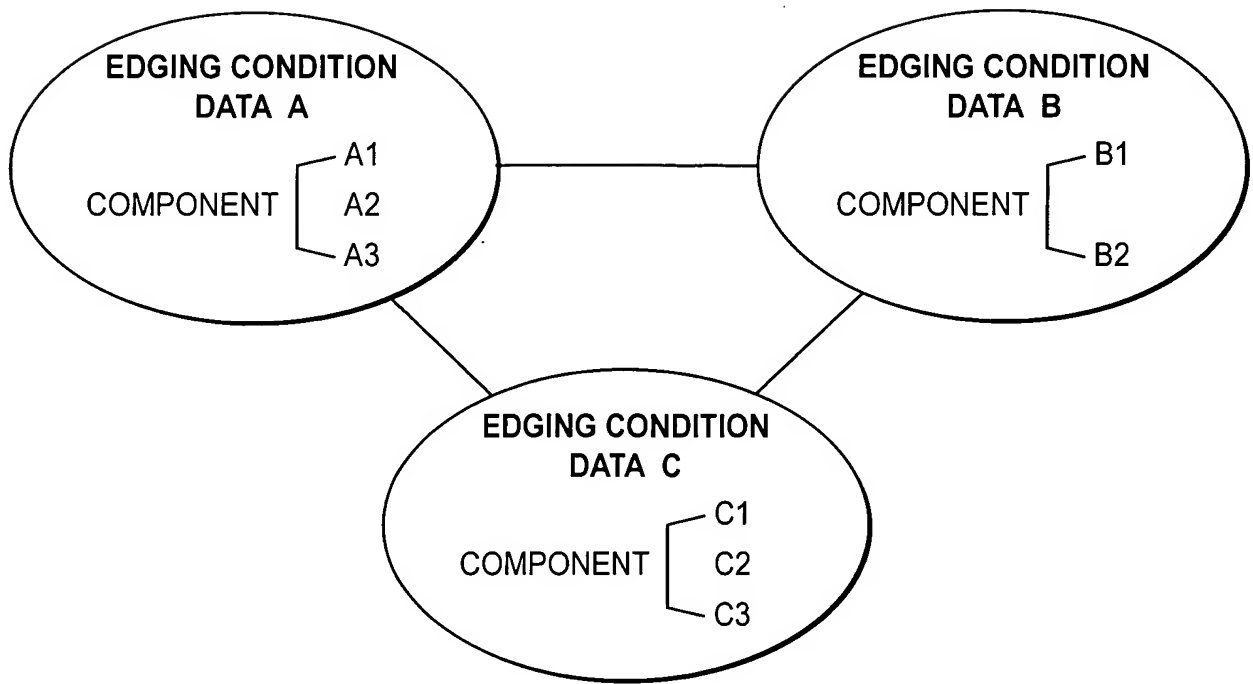 EDGING CONDITION
DATA A
A1
COMPONENT A2
A3
EDGING CONDITION
DATA B
B1
COMPONENT
B2
EDGING CONDITION
DATA C
C1
COMPONENT C2
C3